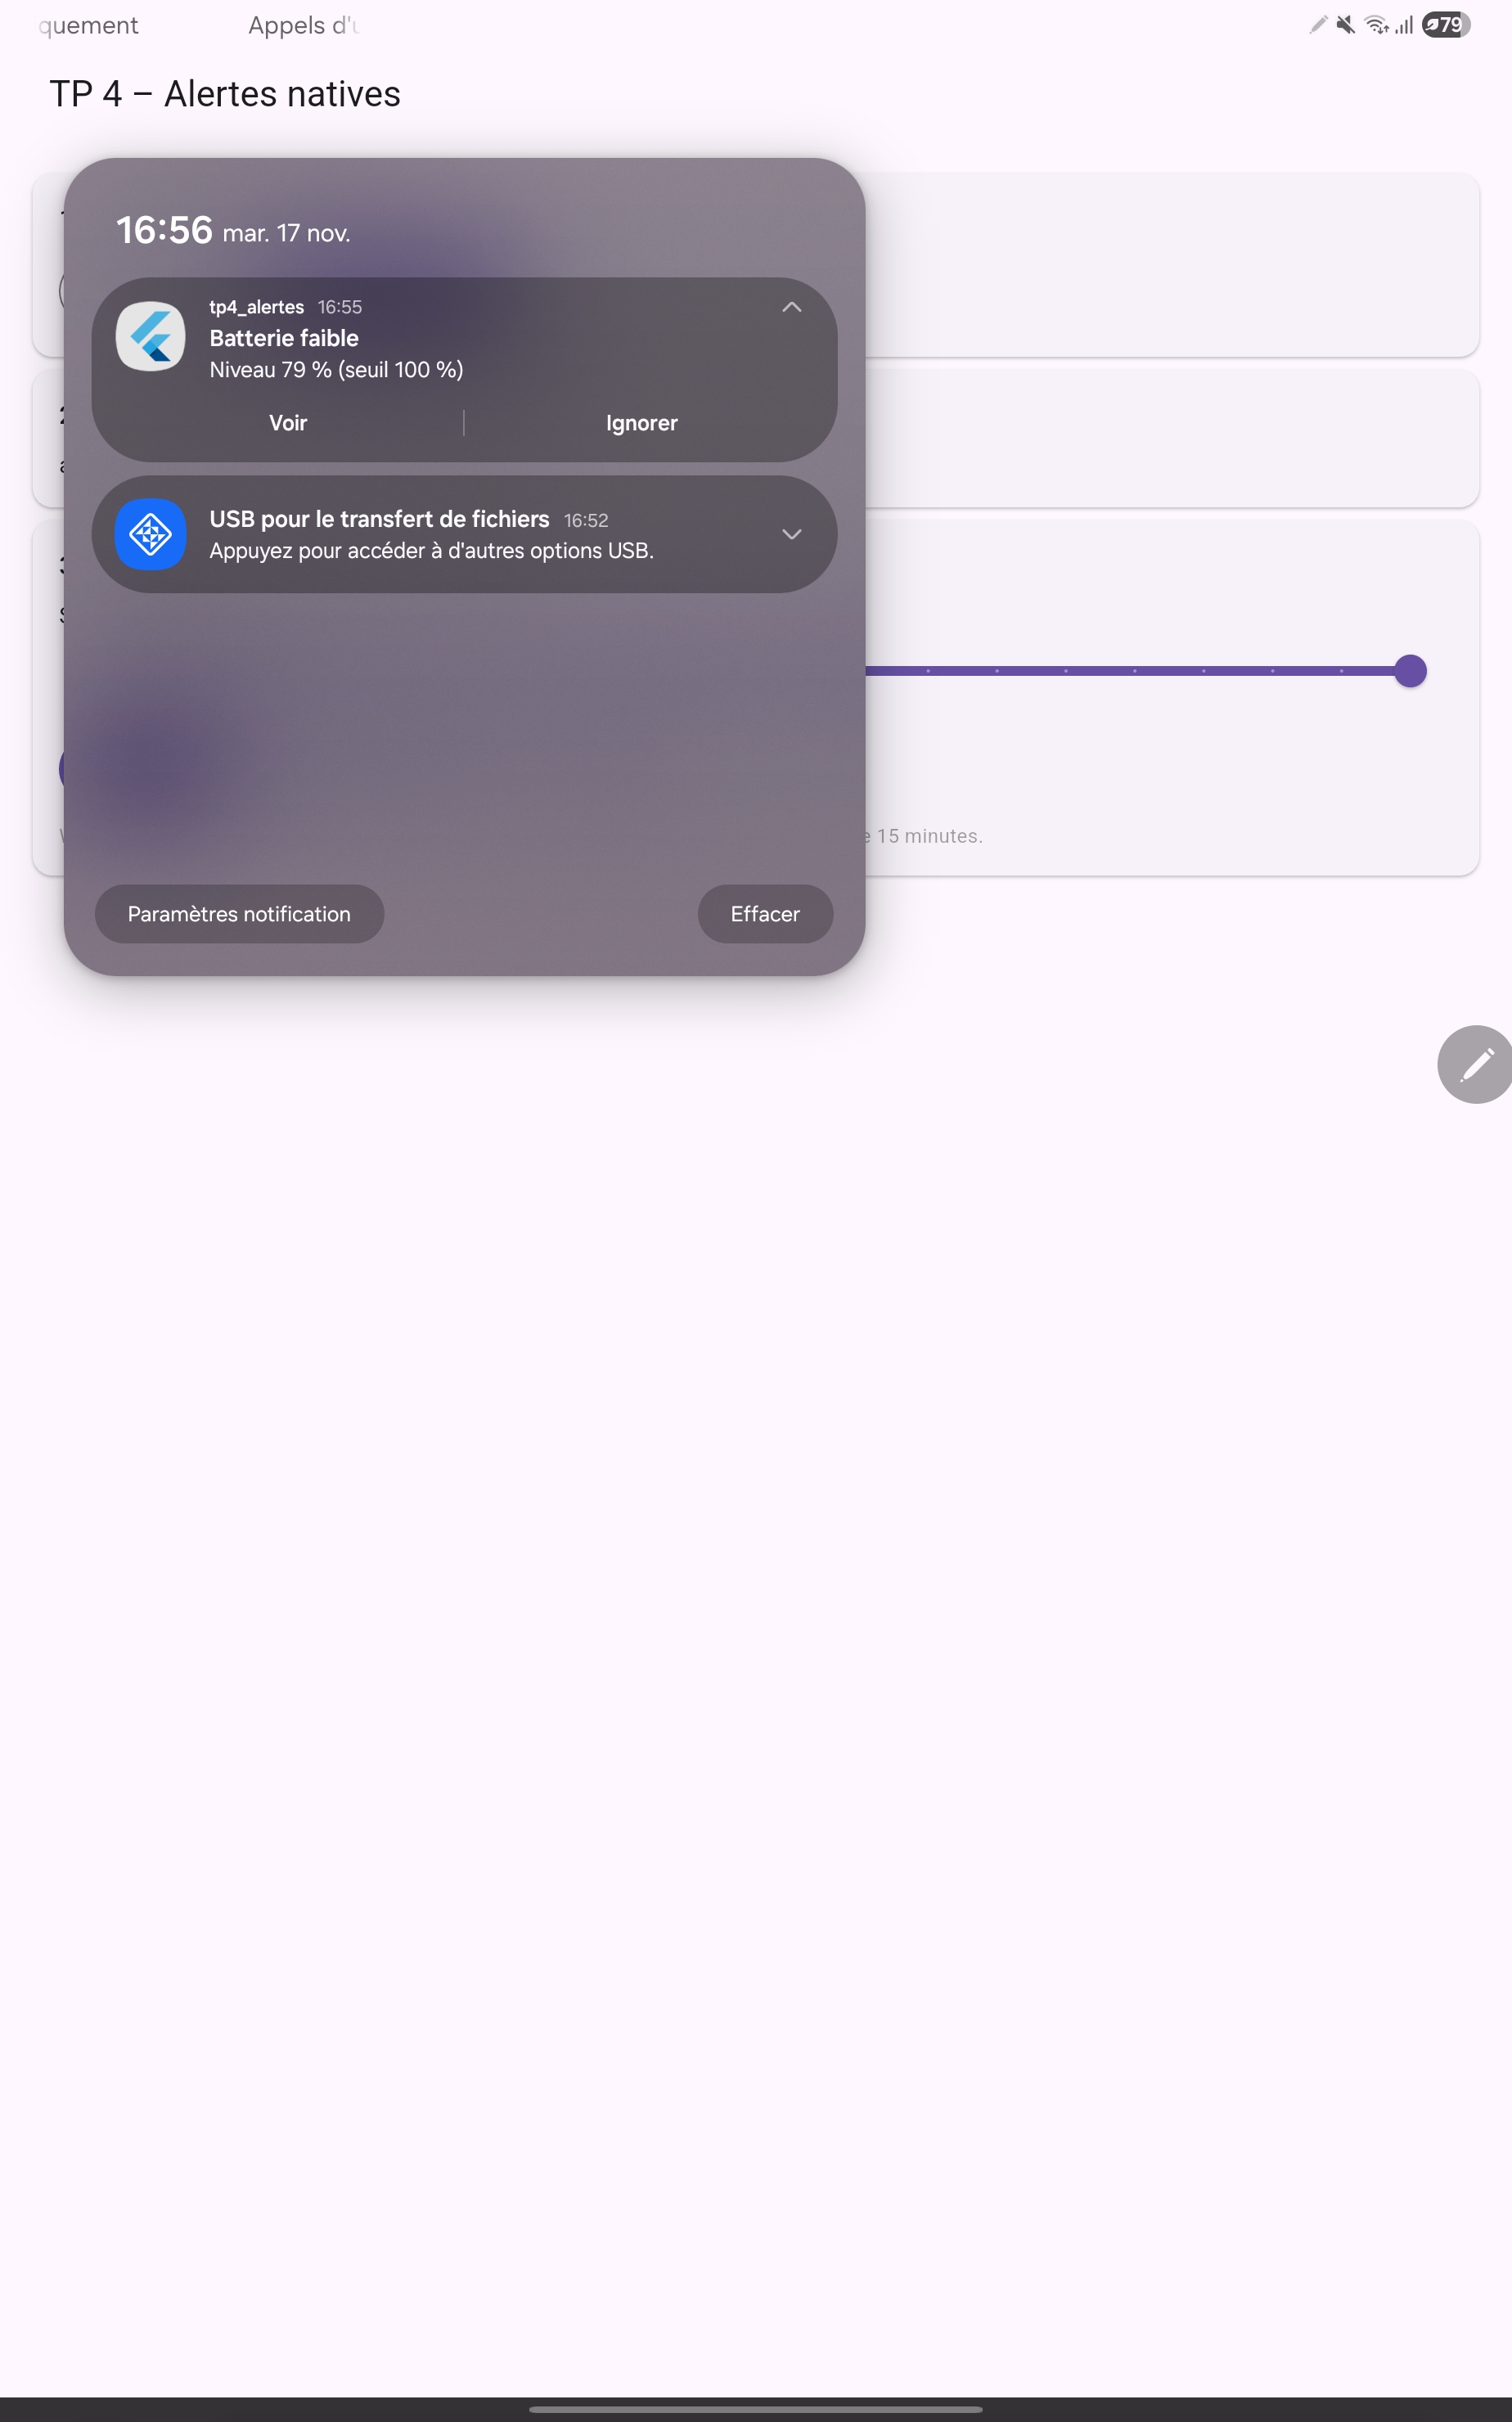 quement Appels d'u
79
TP 4 – Alertes natives
16:56 mar. 17 nov.
tp4_alertes 16:55
Batterie faible
Niveau 79 % (seuil 100 %)
Voir Ignorer
USB pour le transfert de fichiers 16:52
Appuyez pour accéder à d'autres options USB.
e 15 minutes.
Paramètres notification Effacer